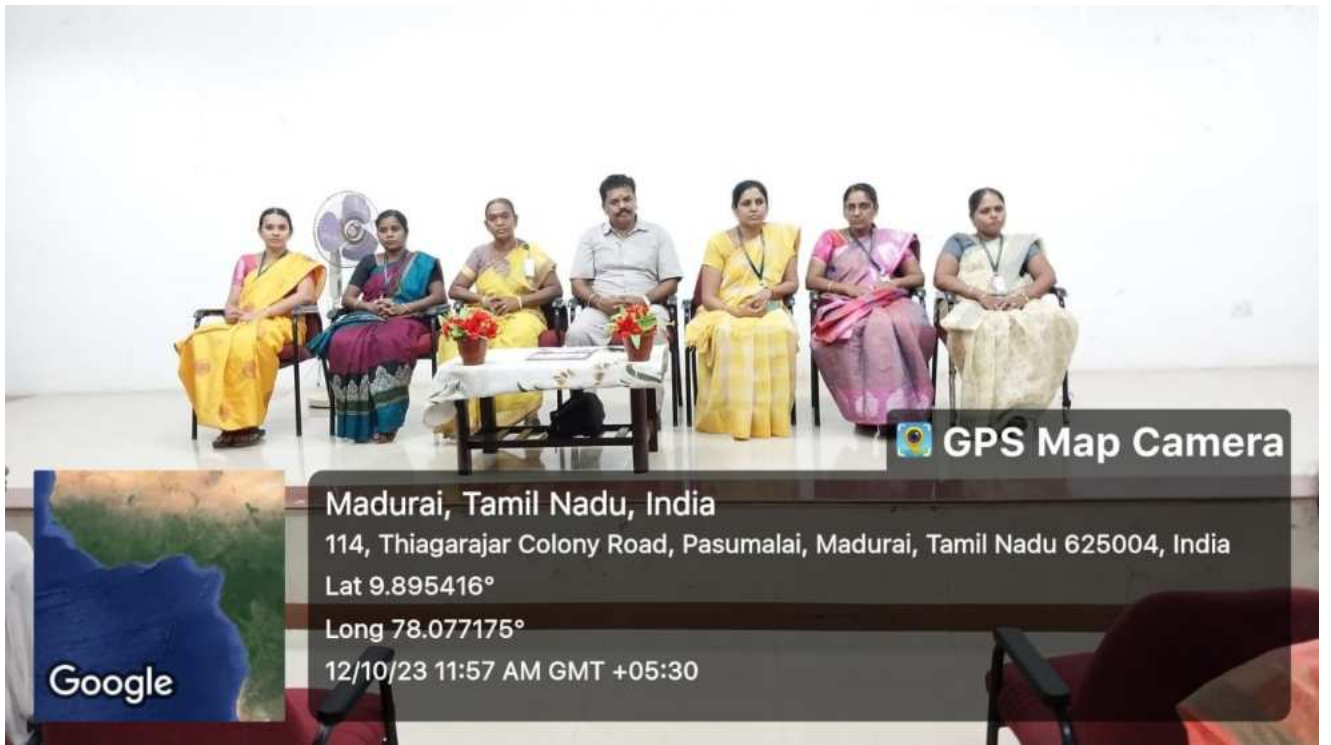 GPS Map Camera
Madurai, Tamil Nadu, India
114, Thiagarajar Colony Road, Pasumalai, Madurai, Tamil Nadu 625004, India
Lat 9.895416°
Long 78.077175°
12/10/23 11:57 AM GMT +05:30
Google